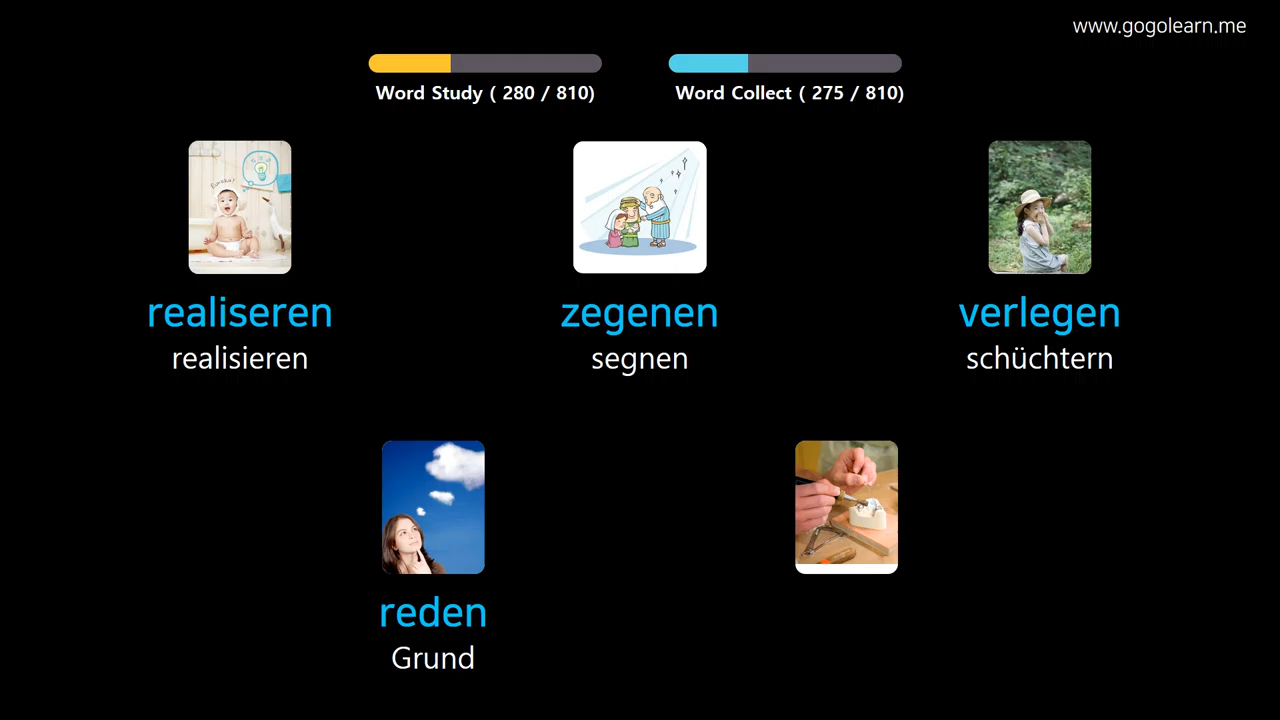 www.gogolearn.me
Word Study ( 280 / 810)
Word Collect ( 275 / 810)
Eureka!
realiseren
realisieren
zegenen
segnen
verlegen
schüchtern
reden
Grund